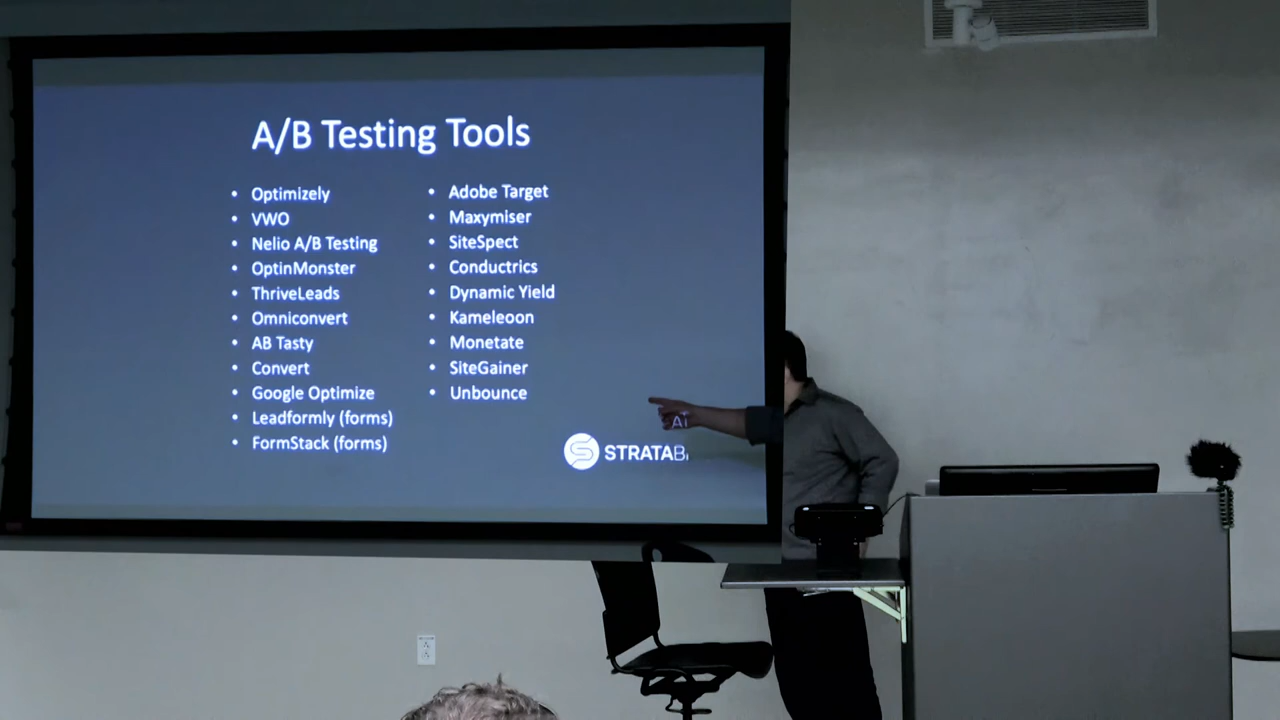 A/B Testing Tools
• Optimizely
• VWO
• Nelio A/B Testing
• OptinMonster
• ThriveLeads
• Omniconvert
• AB Tasty
• Convert
• Google Optimize
• Leadformly (forms)
• FormStack (forms)
• Adobe Target
• Maxymiser
• SiteSpect
• Conductrics
• Dynamic Yield
• Kameleoon
• Monetate
• SiteGainer
• Unbounce